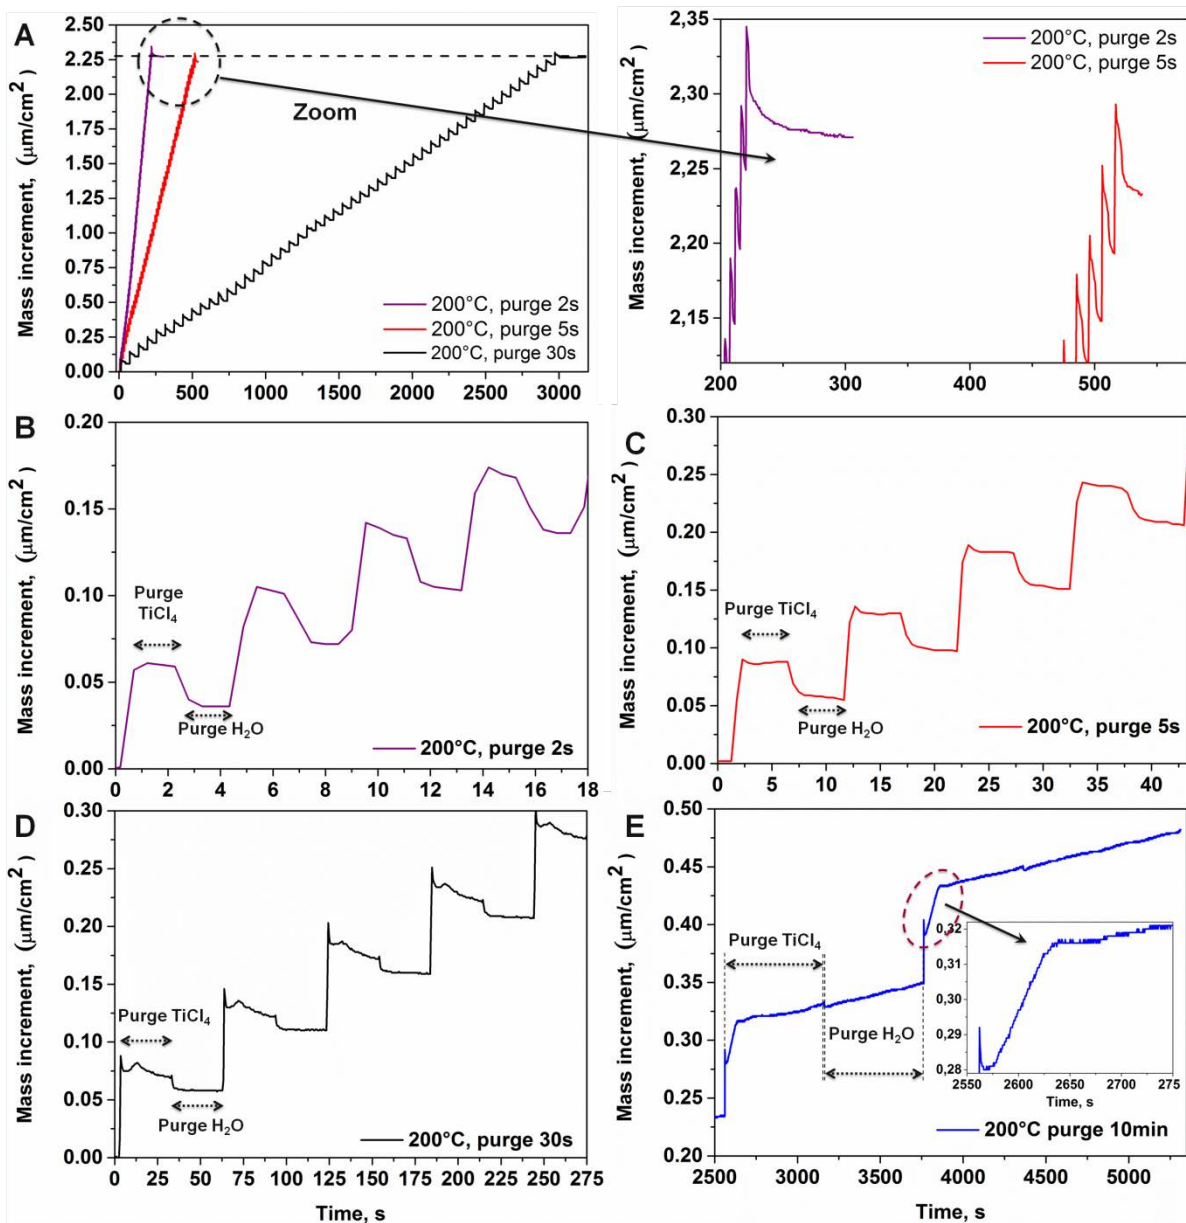 A
2.50
2.25
2.00
1.75
1.50
1.25
1.00
0.75
0.50
0.25
0.00
Mass increment, (μm/cm²)
Zoom
200°C, purge 2s
200°C, purge 5s
200°C, purge 30s
0 500 1000 1500 2000 2500 3000
2,35
2,30
2,25
2,20
2,15
Mass increment, (μm/cm²)
200°C, purge 2s
200°C, purge 5s
200 300 400 500
B
0.20
0.15
0.10
0.05
0.00
Mass increment, (μm/cm²)
Purge
TiCl₄
Purge H₂O
200°C, purge 2s
0 2 4 6 8 10 12 14 16 18
C
0.30
0.25
0.20
0.15
0.10
0.05
0.00
Mass increment, (μm/cm²)
Purge TiCl₄
Purge H₂O
200°C, purge 5s
0 5 10 15 20 25 30 35 40
D
0.30
0.25
0.20
0.15
0.10
0.05
0.00
Mass increment, (μm/cm²)
Purge TiCl₄
Purge H₂O
200°C, purge 30s
0 25 50 75 100 125 150 175 200 225 250 275
Time, s
E
0.50
0.45
0.40
0.35
0.30
0.25
0.20
Mass increment, (μm/cm²)
Purge TiCl₄
Purge H₂O
0,32
0,31
0,30
0,29
0,28
2550 2600 2650 2700 275
Time, s
200°C purge 10min
2500 3000 3500 4000 4500 5000
Time, s